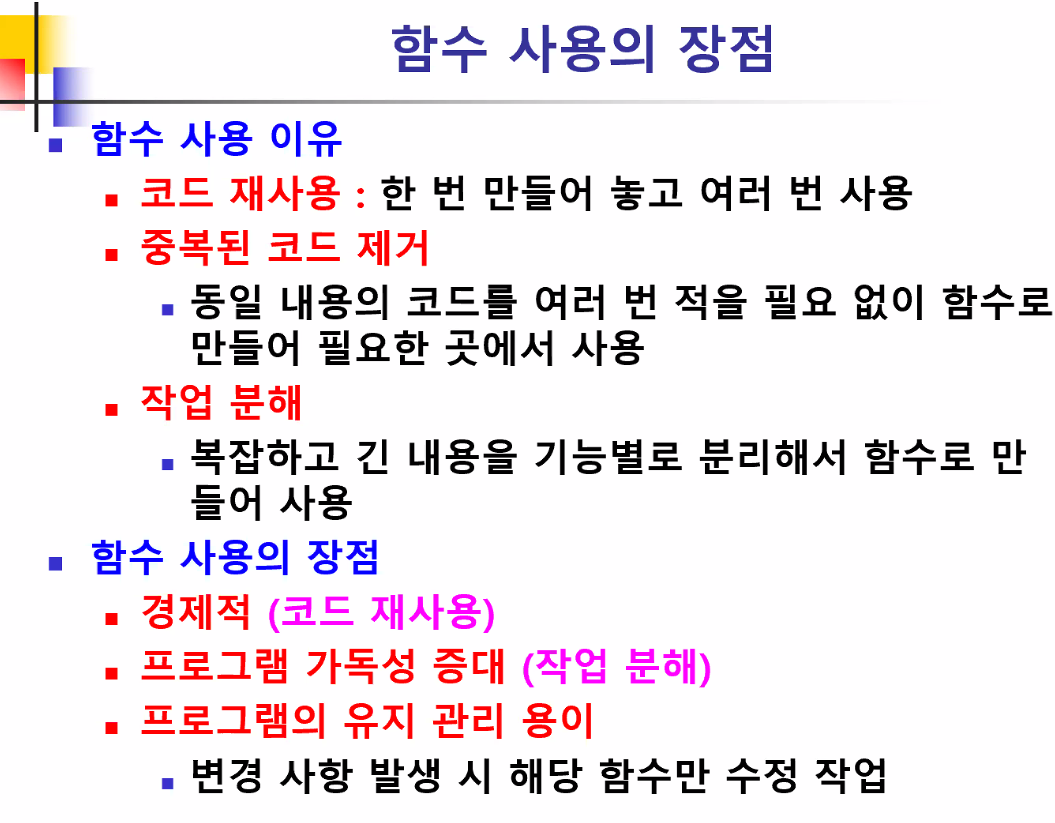 함수 사용의 장점
함수 사용 이유
코드 재사용 : 한 번 만들어 놓고 여러 번 사용
중복된 코드 제거
동일 내용의 코드를 여러 번 적을 필요 없이 함수로
만들어 필요한 곳에서 사용
작업 분해
복잡하고 긴 내용을 기능별로 분리해서 함수로 만
들어 사용
함수 사용의 장점
경제적 (코드 재사용)
프로그램 가독성 증대 (작업 분해)
프로그램의 유지 관리 용이
변경 사항 발생 시 해당 함수만 수정 작업